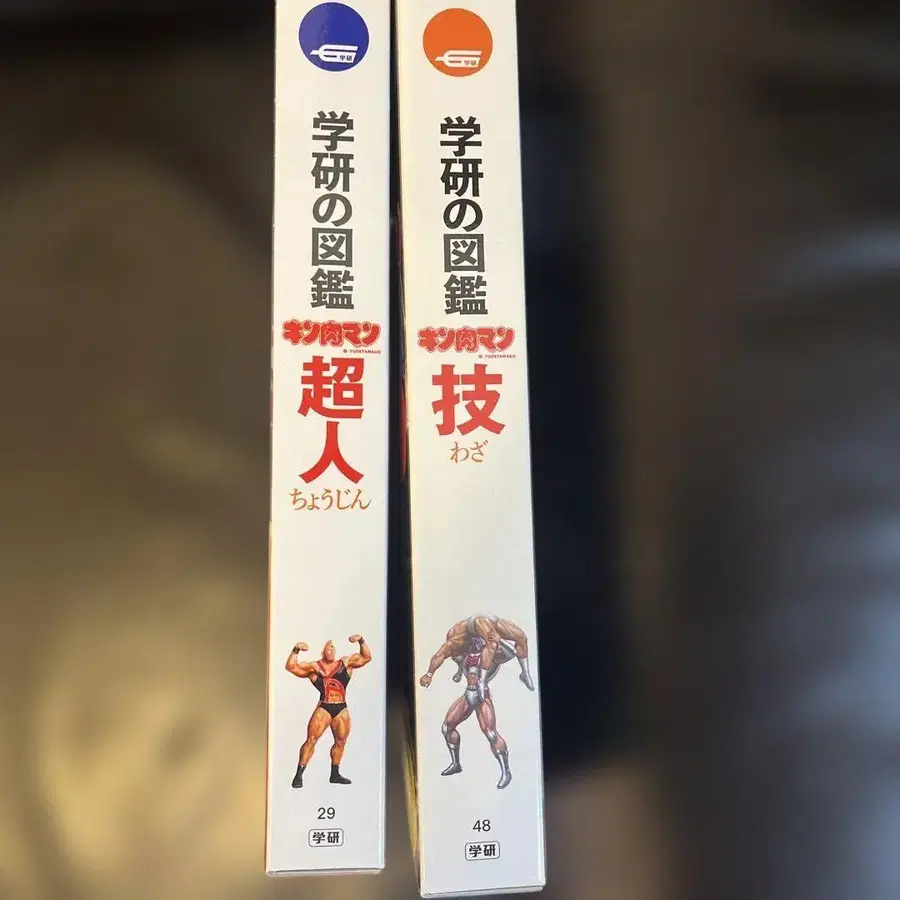 学研
学研の図鑑
キン肉マン
© YUDETAMAGO
超人
ちょうじん
29
学研
学研
学研の図鑑
キン肉マン
© YUDETAMAGO
技
わざ
48
学研